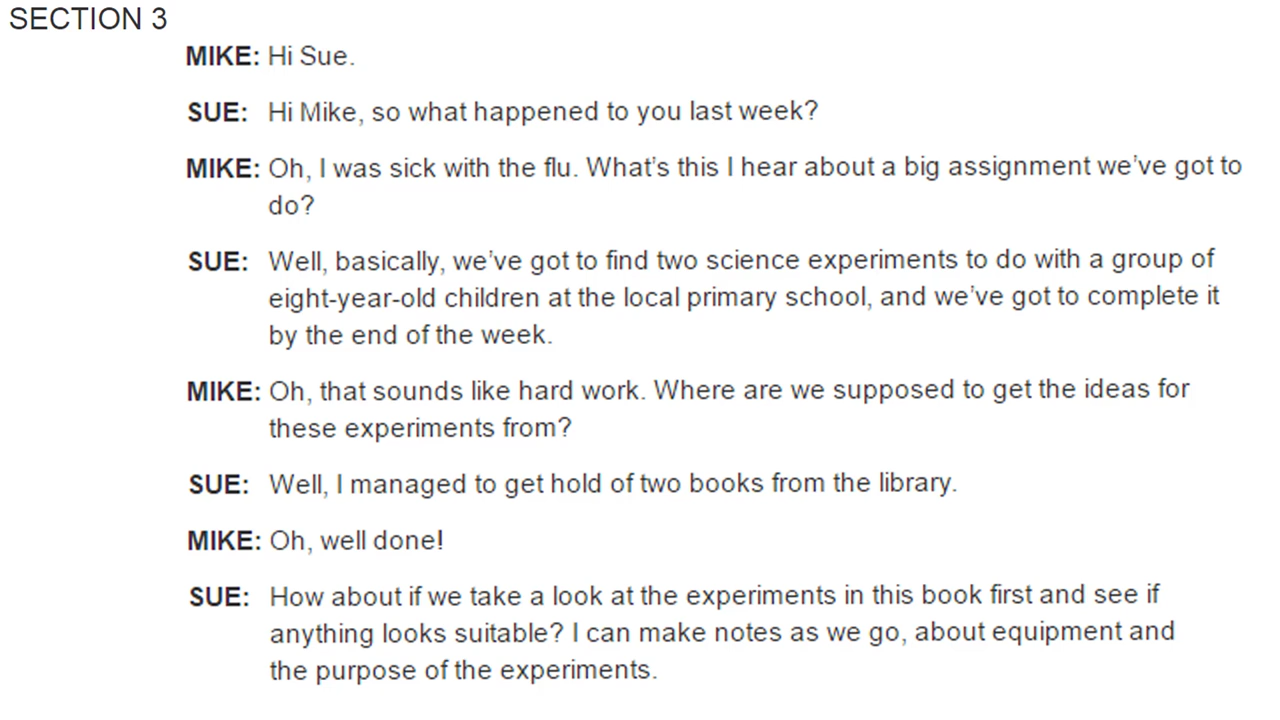 SECTION 3
MIKE: Hi Sue.
SUE: Hi Mike, so what happened to you last week?
MIKE: Oh, I was sick with the flu. What's this I hear about a big assignment we've got to
do?
SUE: Well, basically, we've got to find two science experiments to do with a group of
eight-year-old children at the local primary school, and we've got to complete it
by the end of the week.
MIKE: Oh, that sounds like hard work. Where are we supposed to get the ideas for
these experiments from?
SUE: Well, I managed to get hold of two books from the library.
MIKE: Oh, well done!
SUE: How about if we take a look at the experiments in this book first and see if
anything looks suitable? I can make notes as we go, about equipment and
the purpose of the experiments.